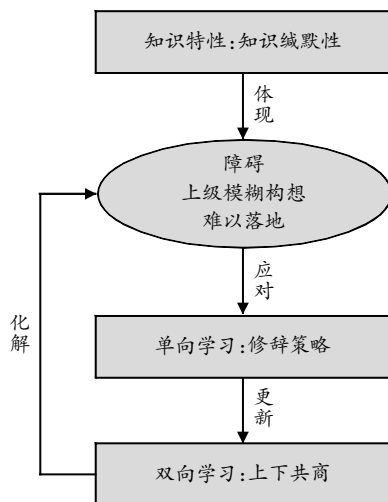 知识特性:知识缄默性
体现
障碍
上级模糊构想
难以落地
应对
化解
单向学习:修辞策略
更新
双向学习:上下共商